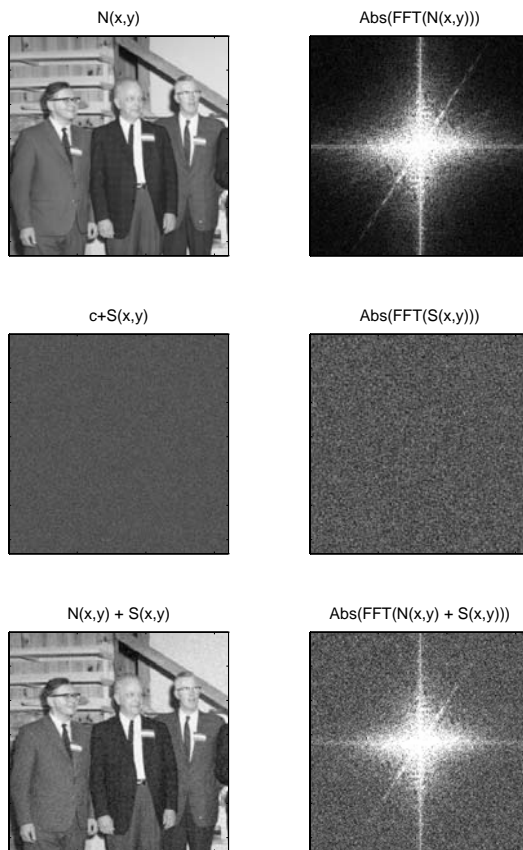 N(x,y)
Abs(FFT(N(x,y)))
c+S(x,y)
Abs(FFT(S(x,y)))
N(x,y) + S(x,y)
Abs(FFT(N(x,y) + S(x,y)))